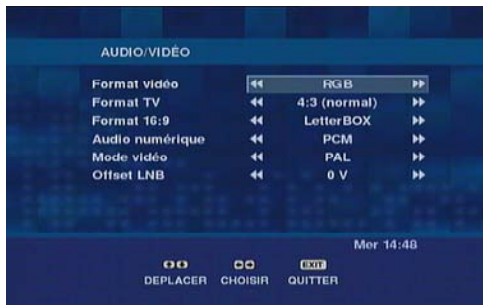 AUDIO/VIDÉO
Format vidéo RGB
Format TV 4:3 (normal)
Format 16:9 LetterBOX
Audio numérique PCM
Mode vidéo PAL
Offset LNB 0 V
Mer 14:48
EXIT
DEPLACER CHOISIR QUITTER